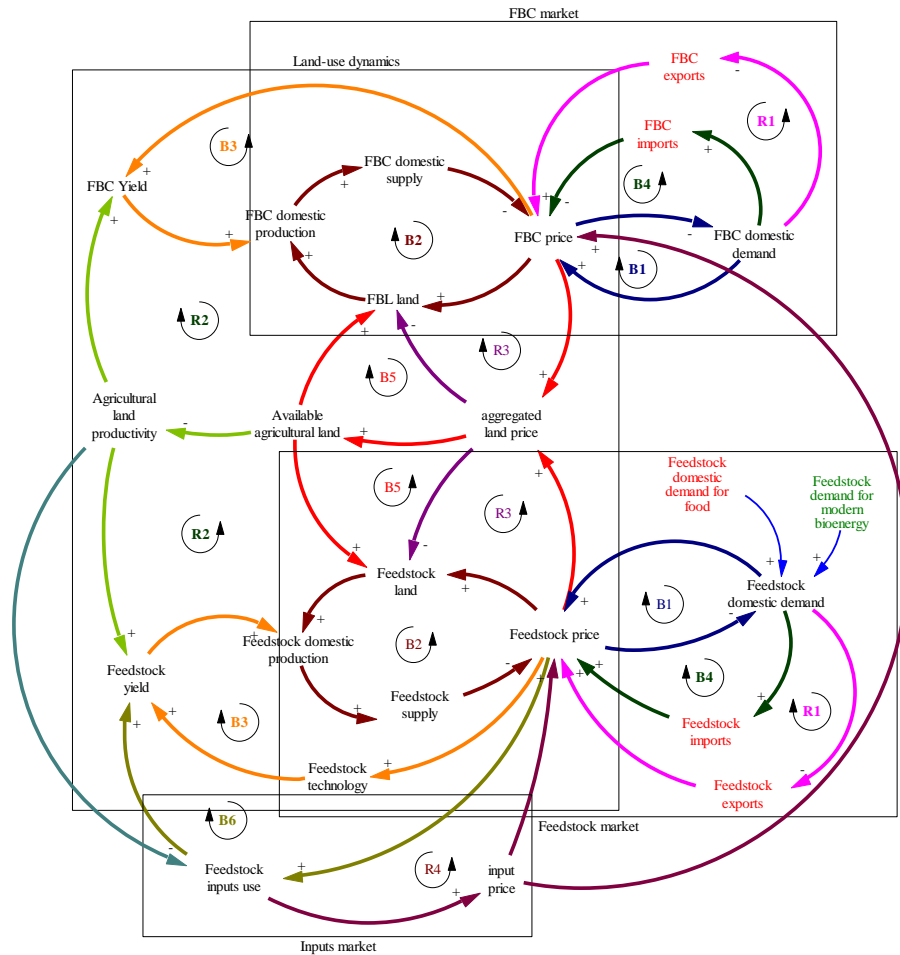 FBC market
Land-use dynamics
FBC
exports
-
R1
FBC
imports
+
B3
+
FBC Yield
+
FBC domestic
supply
+
-
+
-
B4
FBC domestic
production
+
+
B2
FBC price
-
FBC domestic
demand
+
+
B1
FBL land
+
+
-
R2
R3
B5
+
Agricultural
land
productivity
-
Available
agricultural land
+
aggregated
land price
+
B5
R3
Feedstock
domestic
demand for
food
Feedstock
demand for
modern
bioenergy
R2
+
-
+
+
Feedstock
land
+
Feedstock
domestic demand
+
B1
-
+
+
Feedstock domestic
production
+
B2
Feedstock price
Feedstock
yield
-
+
+
+
B4
+
Feedstock
supply
+
+
+
B3
Feedstock
imports
R1
Feedstock
technology
+
-
Feedstock
exports
B6
Feedstock market
-
Feedstock
inputs use
+
R4
+
input
price
Inputs market